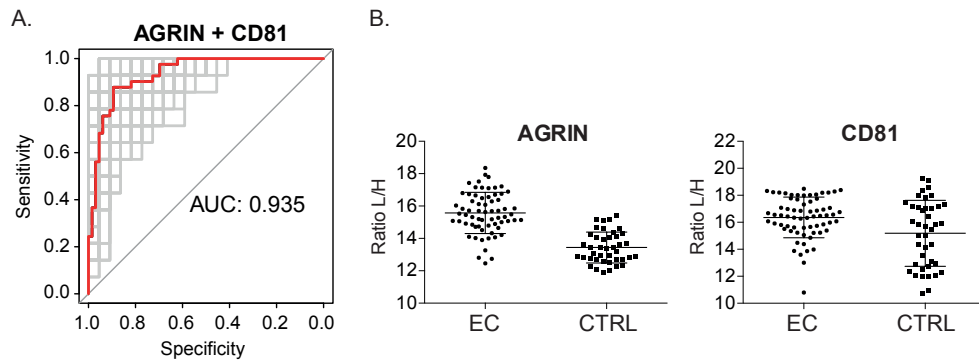 A.
AGRIN + CD81
Sensitivity
1.0
0.8
0.6
0.4
0.2
0.0
AUC: 0.935
1.0 0.8 0.6 0.4 0.2 0.0
Specificity
B.
AGRIN
Ratio L/H
20
18
16
14
12
10
EC CTRL
CD81
Ratio L/H
22
20
18
16
14
12
10
EC CTRL